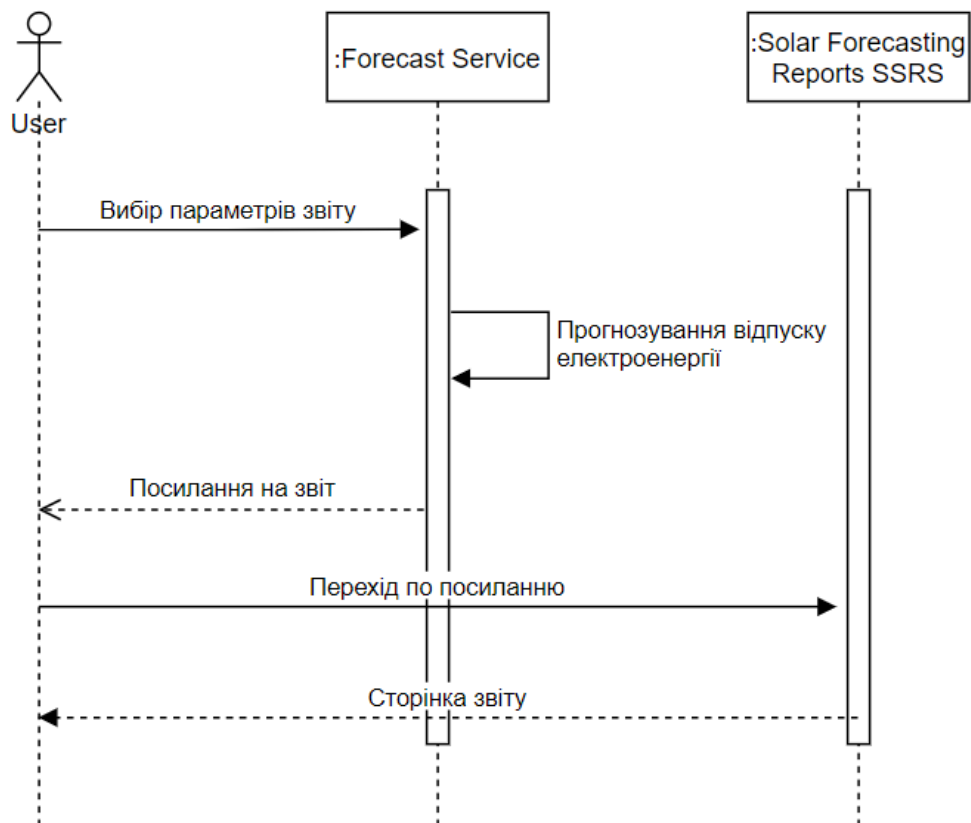 :Forecast Service
:Solar Forecasting
Reports SSRS
User
Вибір параметрів звіту
Прогнозування відпуску
електроенергії
Посилання на звіт
Перехід по посиланню
Сторінка звіту